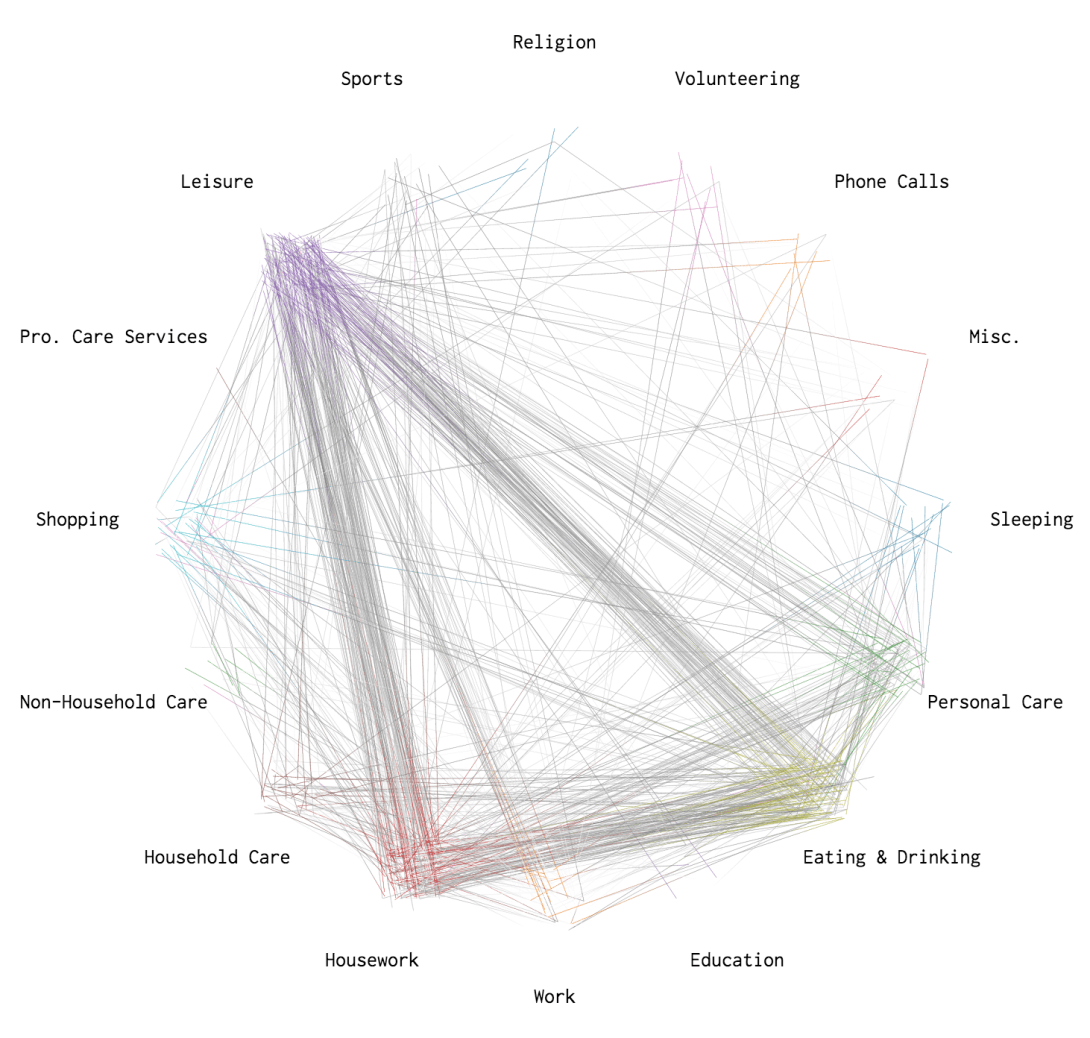 Religion
Sports
Volunteering
Leisure
Phone Calls
Pro. Care Services
Misc.
Shopping
Sleeping
Non-Household Care
Personal Care
Household Care
Eating & Drinking
Housework
Education
Work